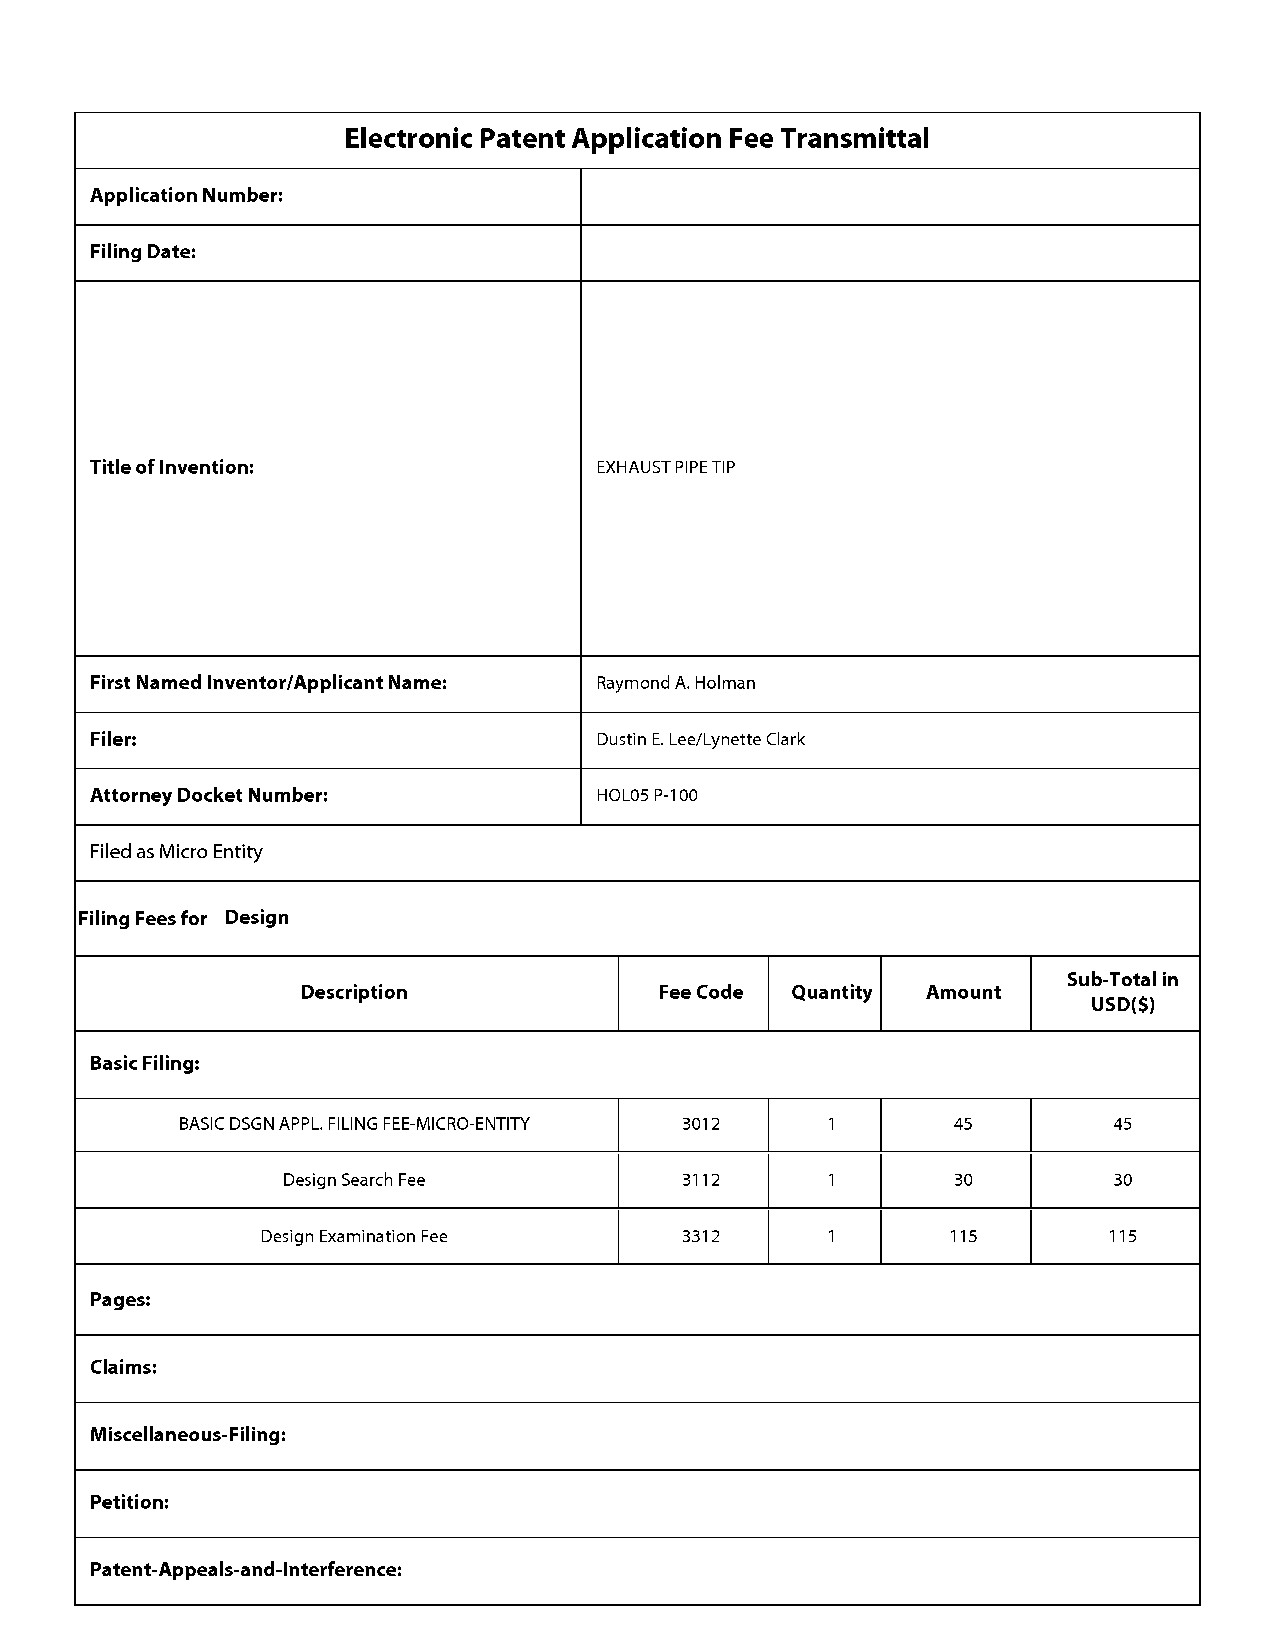 Electronic Patent Application Fee Transmittal
Application Number:
Filing Date:
Title of Invention: EXHAUST PIPE TIP
First Named Inventor/Applicant Name: Raymond A. Holman
Filer: Dustin E. Lee/Lynette Clark
Attorney Docket Number: HOL05 P-100
Filed as Micro Entity
Filing Fees for Design
Description Fee Code Quantity Amount Sub-Total in USD($)
Basic Filing:
BASIC DSGN APPL. FILING FEE-MICRO-ENTITY 3012 1 45 45
Design Search Fee 3112 1 30 30
Design Examination Fee 3312 1 115 115
Pages:
Claims:
Miscellaneous-Filing:
Petition:
Patent-Appeals-and-Interference: